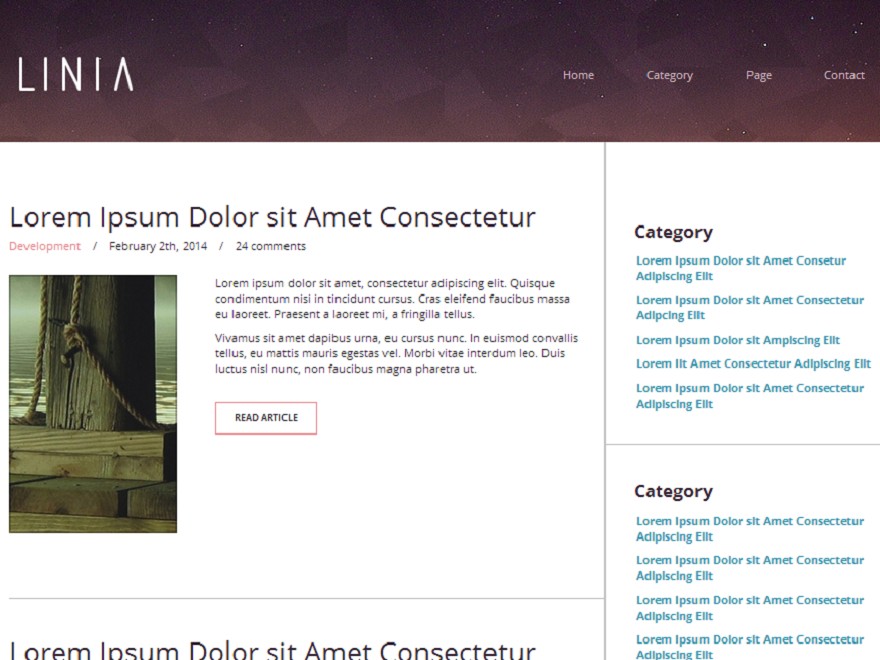 LINIA
Home Category Page Contact
Lorem Ipsum Dolor sit Amet Consectetur
Development / February 2th, 2014 / 24 comments
Lorem ipsum dolor sit amet, consectetur adipiscing elit. Quisque
condimentum nisi in tincidunt cursus. Cras eleifend faucibus massa
eu laoreet. Praesent a laoreet mi, a fringilla tellus.
Vivamus sit amet dapibus urna, eu cursus nunc. In euismod convallis
tellus, eu mattis mauris egestas vel. Morbi vitae interdum leo. Duis
luctus nisl nunc, non faucibus magna pharetra ut.
READ ARTICLE
Lorem Ipsum Dolor sit Amet Consectetur
Category
Lorem Ipsum Dolor sit Amet Consetur
Adipiscing Elit
Lorem Ipsum Dolor sit Amet Consectetur
Adipcing Elit
Lorem Ipsum Dolor sit Ampiscing Elit
Lorem Ilt Amet Consectetur Adipiscing Elit
Lorem Ipsum Dolor sit Amet Consectetur
Adipiscing Elit
Category
Lorem Ipsum Dolor sit Amet Consectetur
Adipiscing Elit
Lorem Ipsum Dolor sit Amet Consectetur
Adipiscing Elit
Lorem Ipsum Dolor sit Amet Consectetur
Adipiscing Elit
Lorem Ipsum Dolor sit Amet Consectetur
Adipiscing Elit